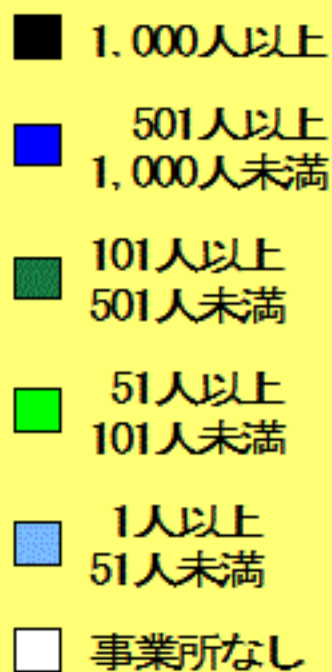 1,000人以上
501人以上
1,000人未満
101人以上
501人未満
51人以上
101人未満
1人以上
51人未満
事業所なし